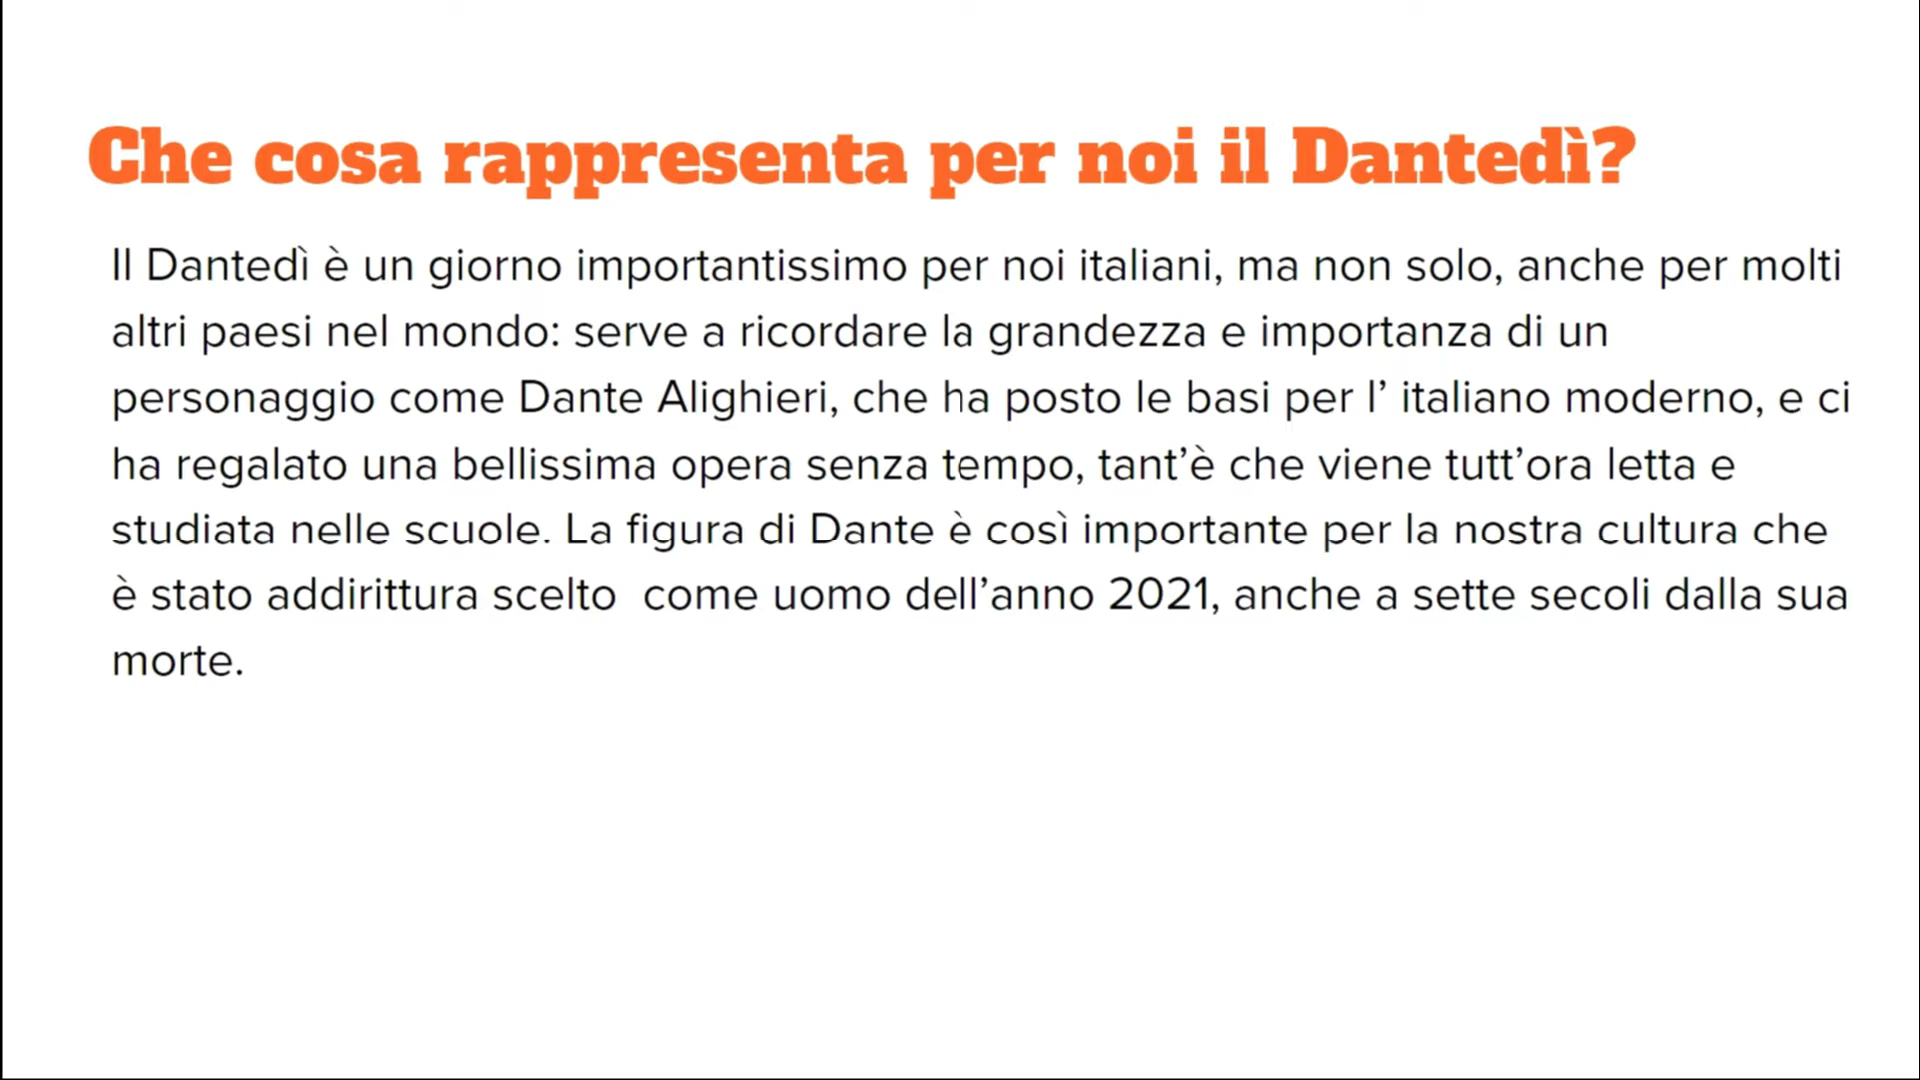 Che cosa rappresenta per noi il Dantedì?
Il Dantedì è un giorno importantissimo per noi italiani, ma non solo, anche per molti
altri paesi nel mondo: serve a ricordare la grandezza e importanza di un
personaggio come Dante Alighieri, che ha posto le basi per l’ italiano moderno, e ci
ha regalato una bellissima opera senza tempo, tant’è che viene tutt’ora letta e
studiata nelle scuole. La figura di Dante è così importante per la nostra cultura che
è stato addirittura scelto  come uomo dell’anno 2021, anche a sette secoli dalla sua
morte.